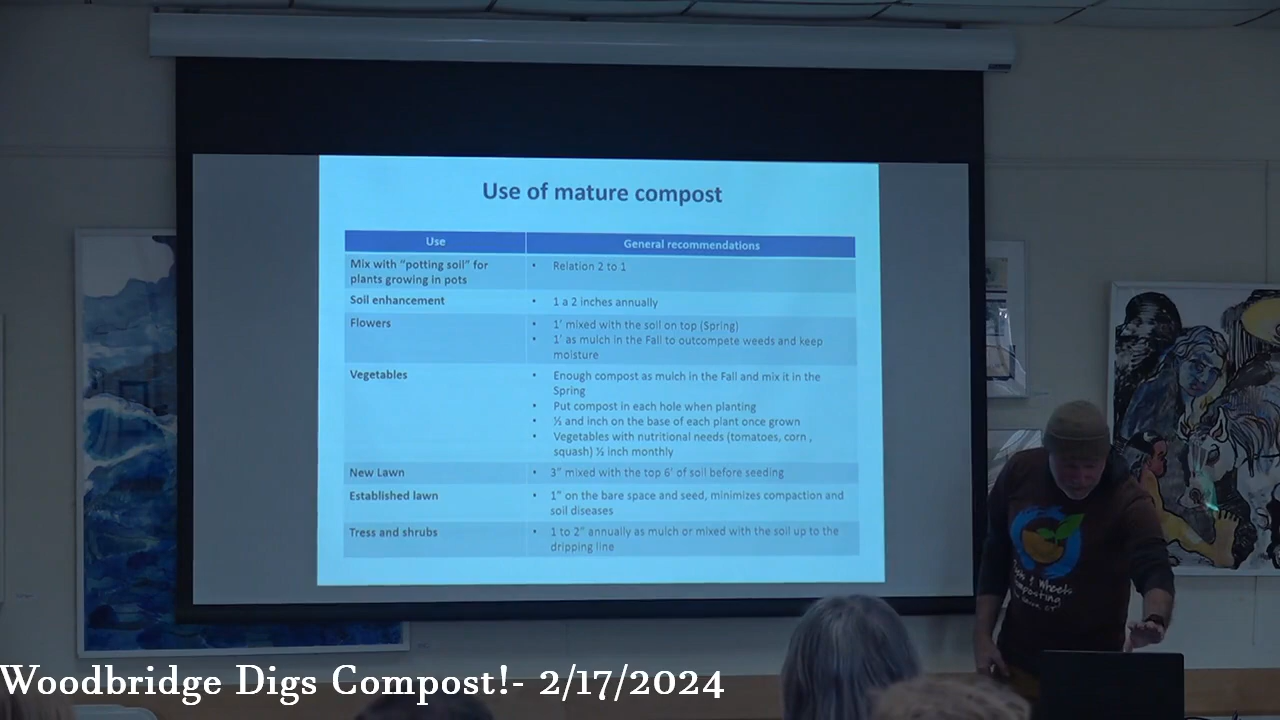 Use of mature compost
Use
General recommendations
Mix with “potting soil” for
plants growing in pots
• Relation 2 to 1
Soil enhancement
• 1 a 2 inches annually
Flowers
• 1’ mixed with the soil on top (Spring)
• 1’ as mulch in the Fall to outcompete weeds and keep
moisture
Vegetables
• Enough compost as mulch in the Fall and mix it in the
Spring
• Put compost in each hole when planting
• ½ and inch on the base of each plant once grown
• Vegetables with nutritional needs (tomatoes, corn ,
squash) ½ inch monthly
New Lawn
• 3” mixed with the top 6’ of soil before seeding
Established lawn
• 1” on the bare space and seed, minimizes compaction and
soil diseases
Tress and shrubs
• 1 to 2” annually as mulch or mixed with the soil up to the
dripping line
Woodbridge Digs Compost!- 2/17/2024